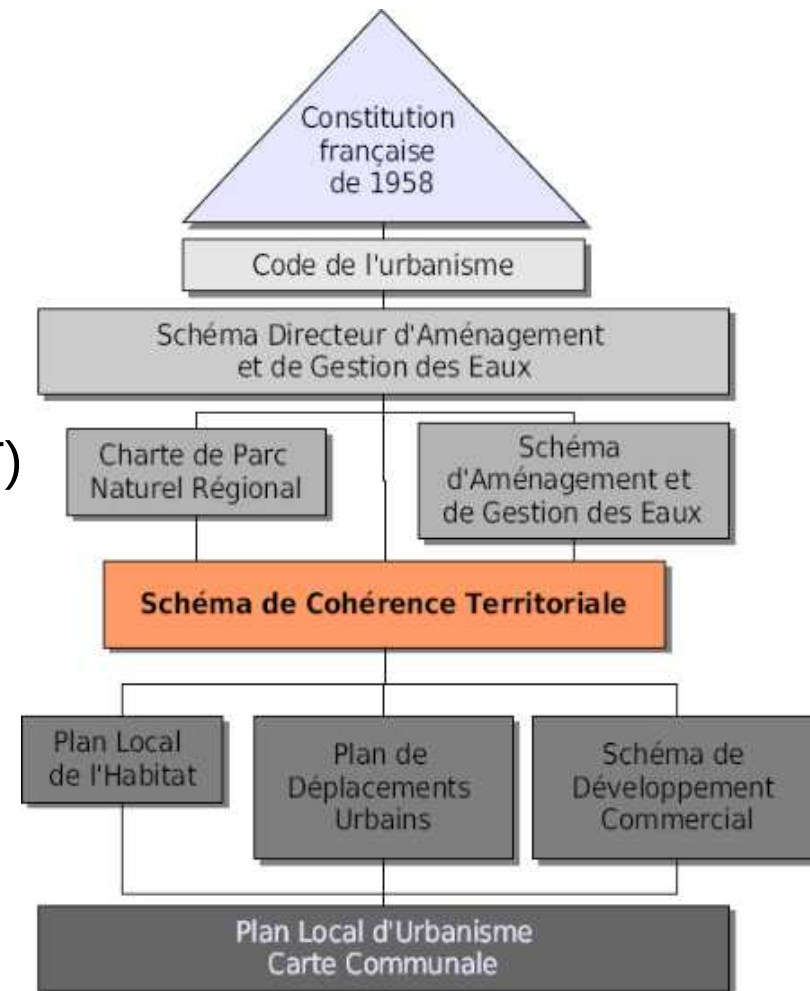 Constitution
française
de 1958
Code de l'urbanisme
Schéma Directeur d'Aménagement
et de Gestion des Eaux
)
Charte de Parc
Naturel Régional
Schéma
d'Aménagement et
de Gestion des Eaux
Schéma de Cohérence Territoriale
Plan Local
de l'Habitat
Plan de
Déplacements
Urbains
Schéma de
Développement
Commercial
Plan Local d'Urbanisme
Carte Communale